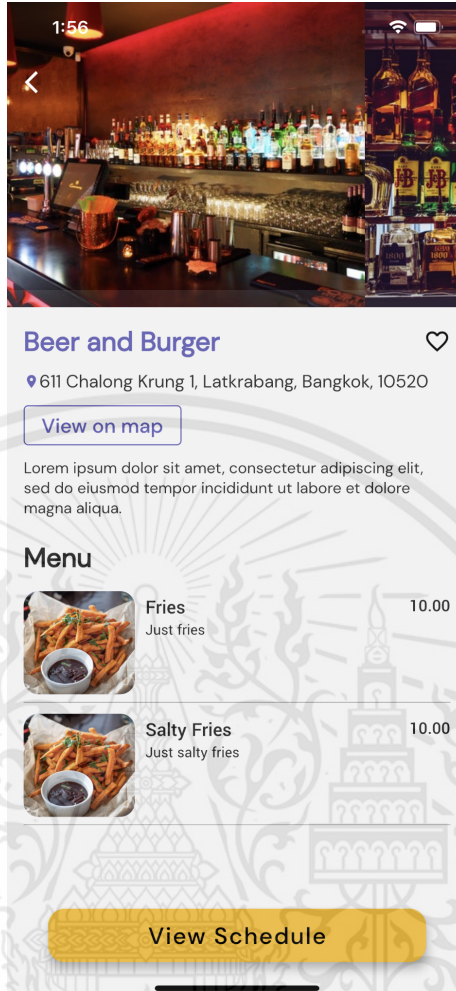 1:56
J&B
J&B
1800
1800
Beer and Burger
611 Chalong Krung 1, Latkrabang, Bangkok, 10520
View on map
Lorem ipsum dolor sit amet, consectetur adipiscing elit,
sed do eiusmod tempor incididunt ut labore et dolore
magna aliqua.
Menu
Fries
10.00
Just fries
Salty Fries
10.00
Just salty fries
View Schedule